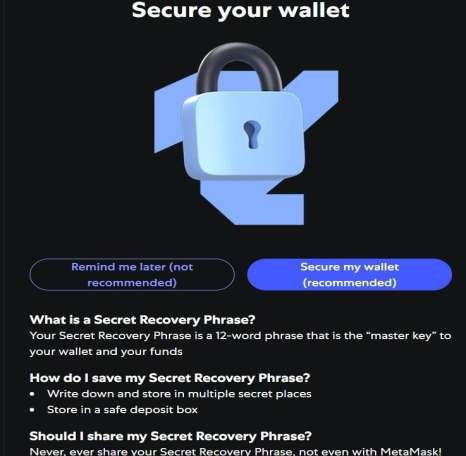 Secure your wallet
Remind me later (not
recommended)
Secure my wallet
(recommended)
What is a Secret Recovery Phrase?
Your Secret Recovery Phrase is a 12-word phrase that is the “master key” to
your wallet and your funds
How do I save my Secret Recovery Phrase?
• Write down and store in multiple secret places
• Store in a safe deposit box
Should I share my Secret Recovery Phrase?
Never, ever share your Secret Recovery Phrase, not even with MetaMask!